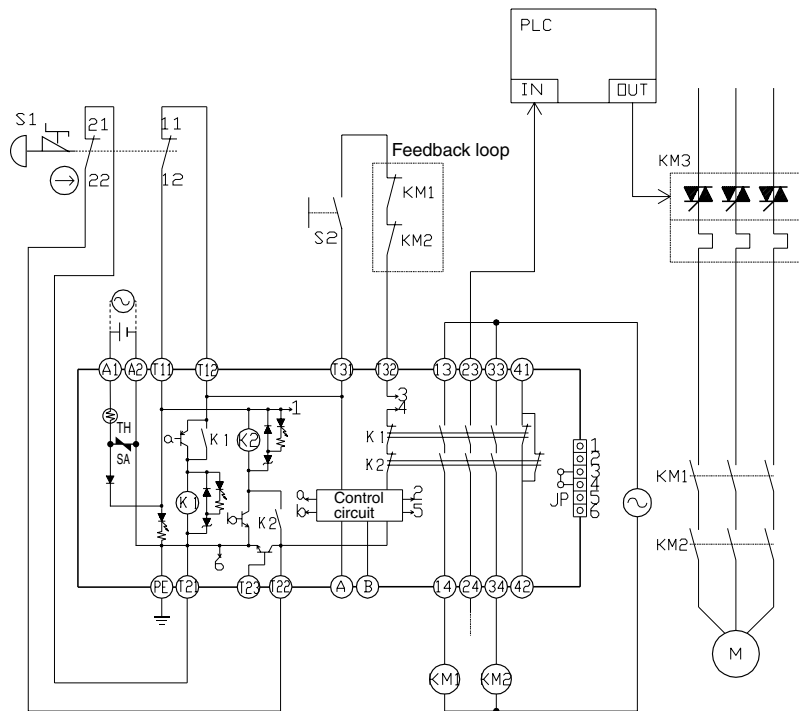 PLC
IN OUT
S1
21
11
22
12
KM3
Feedback loop
KM1
KM2
S2
A1 A2 T11 T12 T31 T32 13 23 33 41
1
3
4
TH
SA
a
K1
K2
K1
K2
K1
b
K2
6
a
b
Control
circuit
2
5
JP
1
2
3
4
5
6
KM1
KM2
PE T21 T23 T22 A B 14 24 34 42
KM1 KM2
M